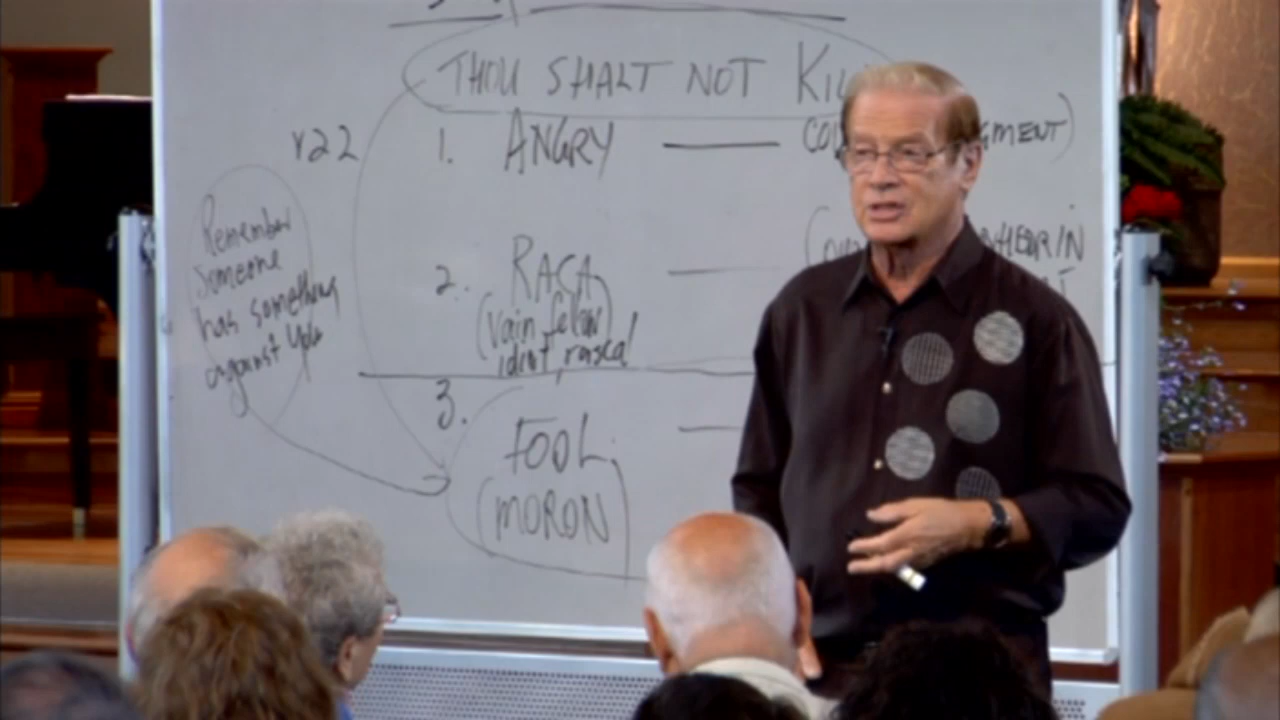 THOU SHALT NOT
v22
1. ANGRY
GMENT)
Remember
Someone
has something
against you
2. RACA
(vain fellow
idiot, rascal
HEDRIN
3.
FOOL
(MORON